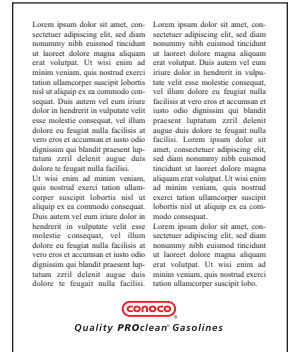 Lorem ipsum dolor sit amet, con-
sectetuer adipiscing elit, sed diam
nonummy nibh euismod tincidunt
ut laoreet dolore magna aliquam
erat volutpat. Ut wisi enim ad
minim veniam, quis nostrud exerci
tation ullamcorper suscipit lobortis
nisl ut aliquip ex ea commodo con-
sequat. Duis autem vel eum iriure
dolor in hendrerit in vulputate velit
esse molestie consequat, vel illum
dolore eu feugiat nulla facilisis at
vero eros et accumsan et iusto odio
dignissim qui blandit praesent lup-
tatum zzril delenit augue duis
dolore te feugait nulla facilisi.
Ut wisi enim ad minim veniam,
quis nostrud exerci tation ullam-
corper suscipit lobortis nisl ut
aliquip ex ea commodo consequat.
Duis autem vel eum iriure dolor in
hendrerit in vulputate velit esse
molestie consequat, vel illum
dolore eu feugiat nulla facilisis at
vero eros et accumsan et iusto odio
dignissim qui blandit praesent lup-
tatum zzril delenit augue duis
dolore te feugait nulla facilisi.
Lorem ipsum dolor sit amet, con-
sectetuer adipiscing elit, sed diam
nonummy nibh euismod tincidunt
ut laoreet dolore magna aliquam
erat volutpat. Duis autem vel eum
iriure dolor in hendrerit in vulpu-
tate velit esse molestie consequat,
vel illum dolore eu feugiat nulla
facilisis at vero eros et accumsan et
iusto odio dignissim qui blandit
praesent luptatum zzril delenit
augue duis dolore te feugait nulla
facilisi. Lorem ipsum dolor sit
amet, consectetuer adipiscing elit,
sed diam nonummy nibh euismod
tincidunt ut laoreet dolore magna
aliquam erat volutpat. Ut wisi enim
ad minim veniam, quis nostrud
exerci tation ullamcorper suscipit
lobortis nisl ut aliquip ex ea com-
modo consequat.
Lorem ipsum dolor sit amet, con-
sectetuer adipiscing elit, sed diam
nonummy nibh euismod tincidunt
ut laoreet dolore magna aliquam
erat volutpat. Ut wisi enim ad
minim veniam, quis nostrud exerci
tation ullamcorper suscipit lobo.
conoco
Quality PROclean® Gasolines